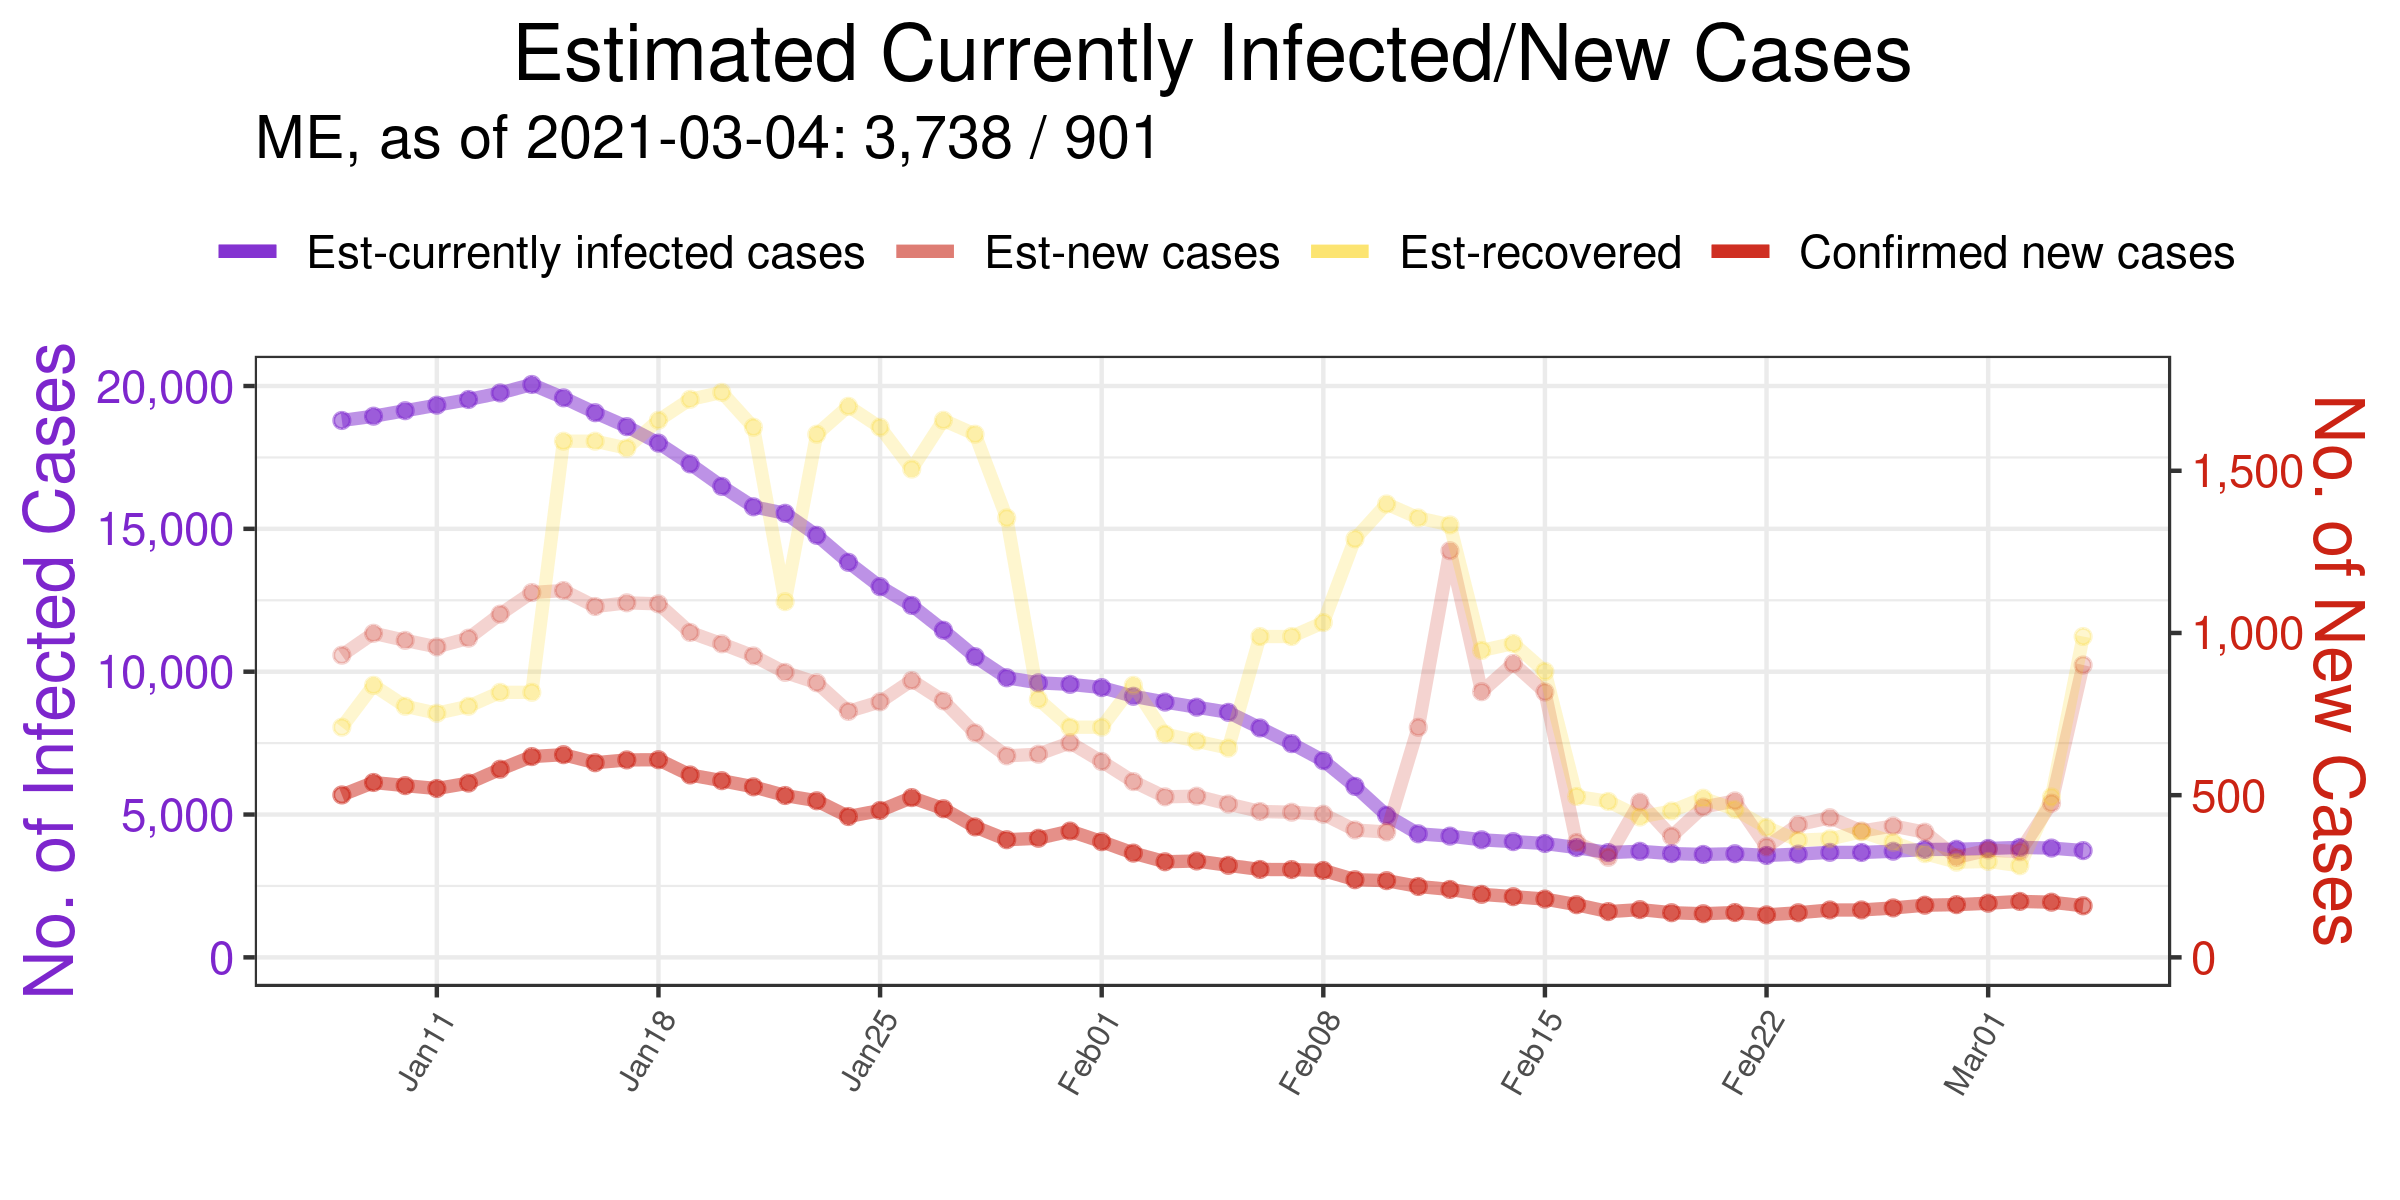 Estimated Currently Infected/New Cases
ME, as of 2021-03-04: 3,738 / 901
Est-currently infected cases Est-new cases Est-recovered Confirmed new cases
No. of Infected Cases
20,000
15,000
10,000
5,000
0
1,500
1,000
500
0
No. of New Cases
Jan11 Jan18 Jan25 Feb01 Feb08 Feb15 Feb22 Mar01